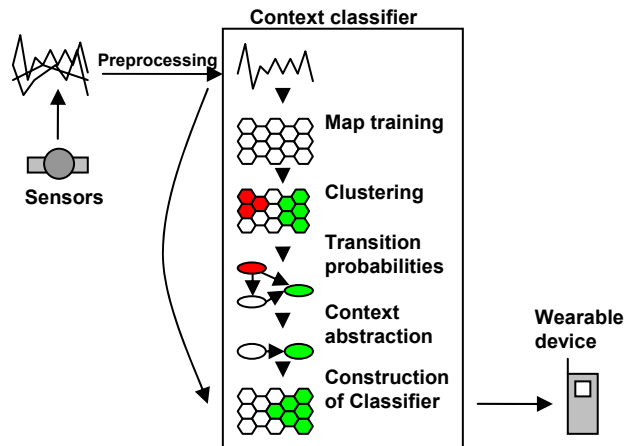 Context classifier
Preprocessing
Map training
Sensors
Clustering
Transition
probabilities
Context
abstraction
Construction
of Classifier
Wearable
device